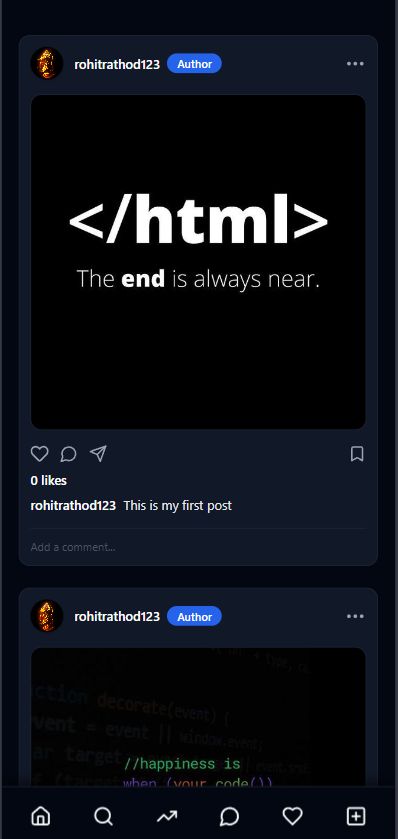 rohitrathod123 Author
</html>
The end is always near.
0 likes
rohitrathod123 This is my first post
Add a comment...
rohitrathod123 Author
ction decorate(event) {
event = event || window.event;
ar target
//happiness is
when (your code())